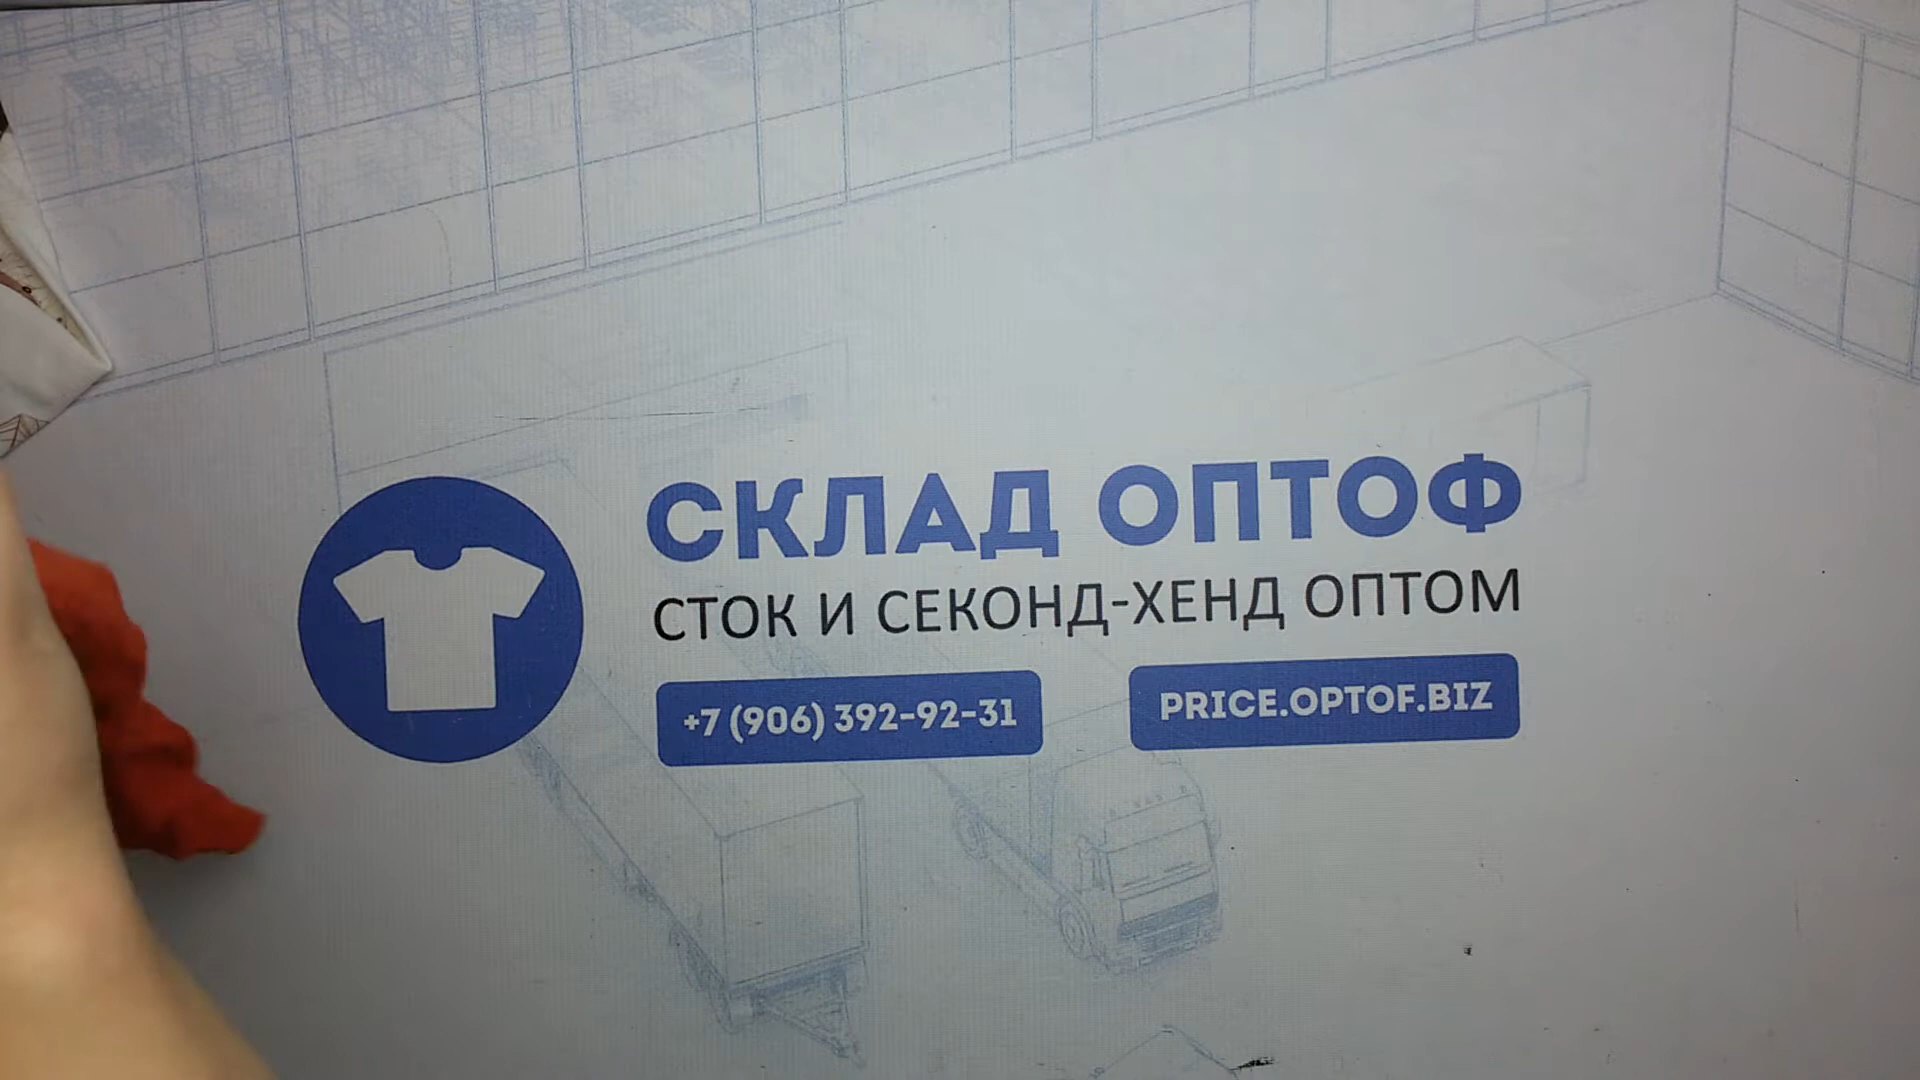 СКЛАД ОПТОФ
СТОК И СЕКОНД-ХЕНД ОПТОМ
+7 (906) 392-92-31
PRICE.OPTOF.BIZ